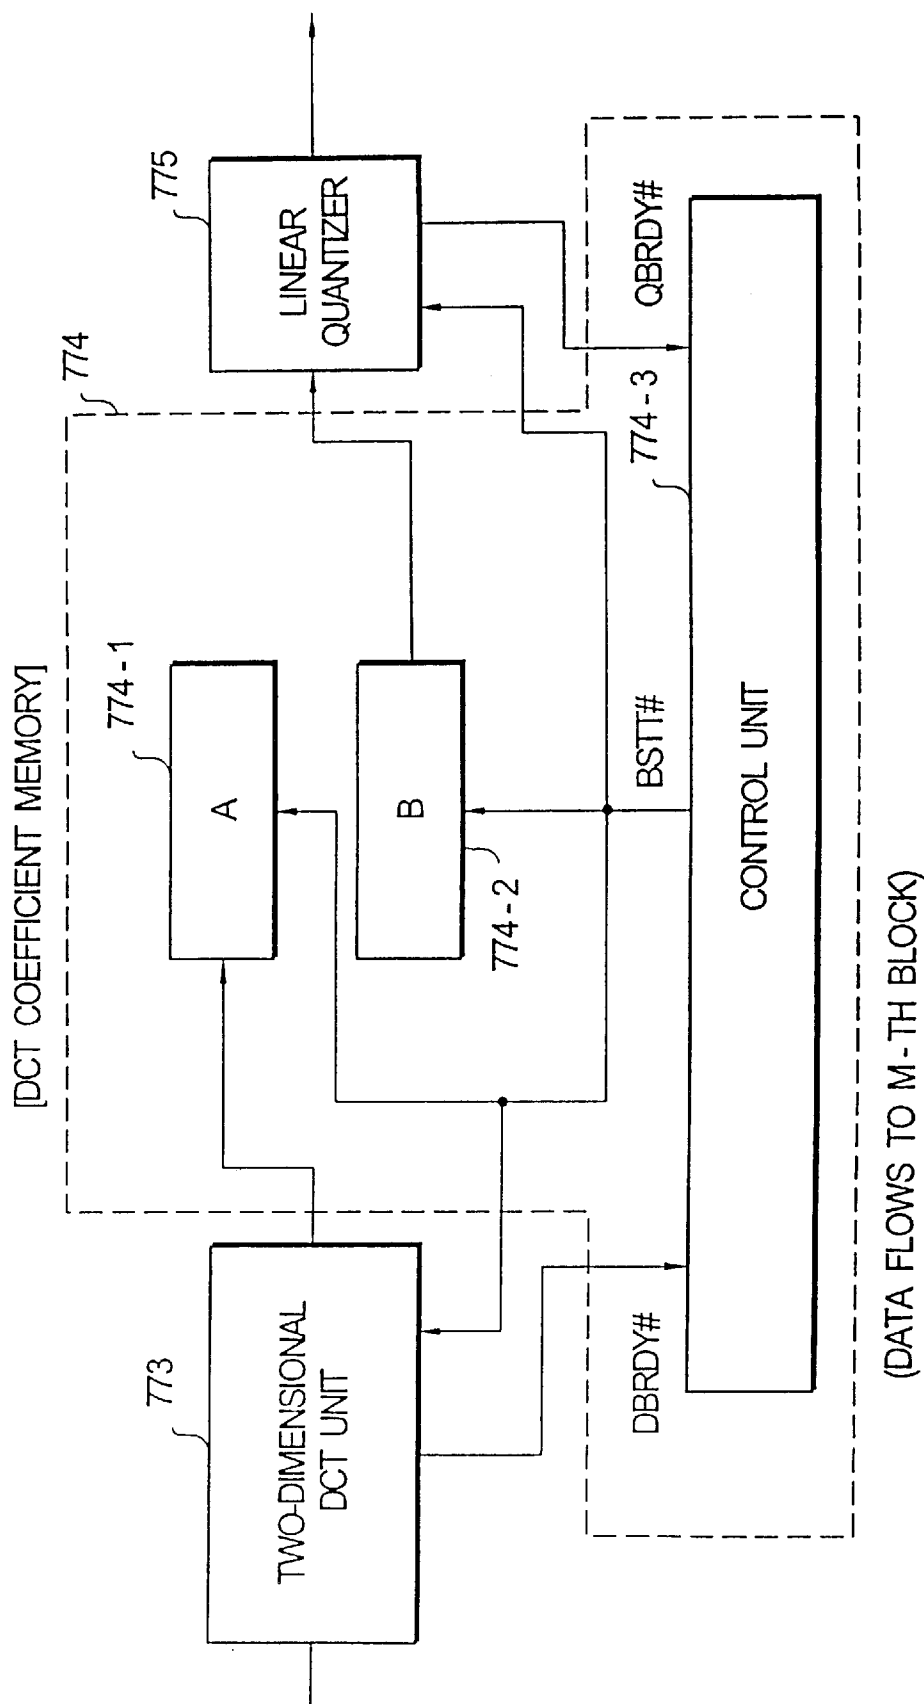 [DCT COEFFICIENT MEMORY]
774
773
TWO-DIMENSIONAL
DCT UNIT
774-1
A
B
774-2
775
LINEAR
QUANTIZER
DBRDY#
BSTT#
774-3
QBRDY#
CONTROL UNIT
(DATA FLOWS TO M-TH BLOCK)